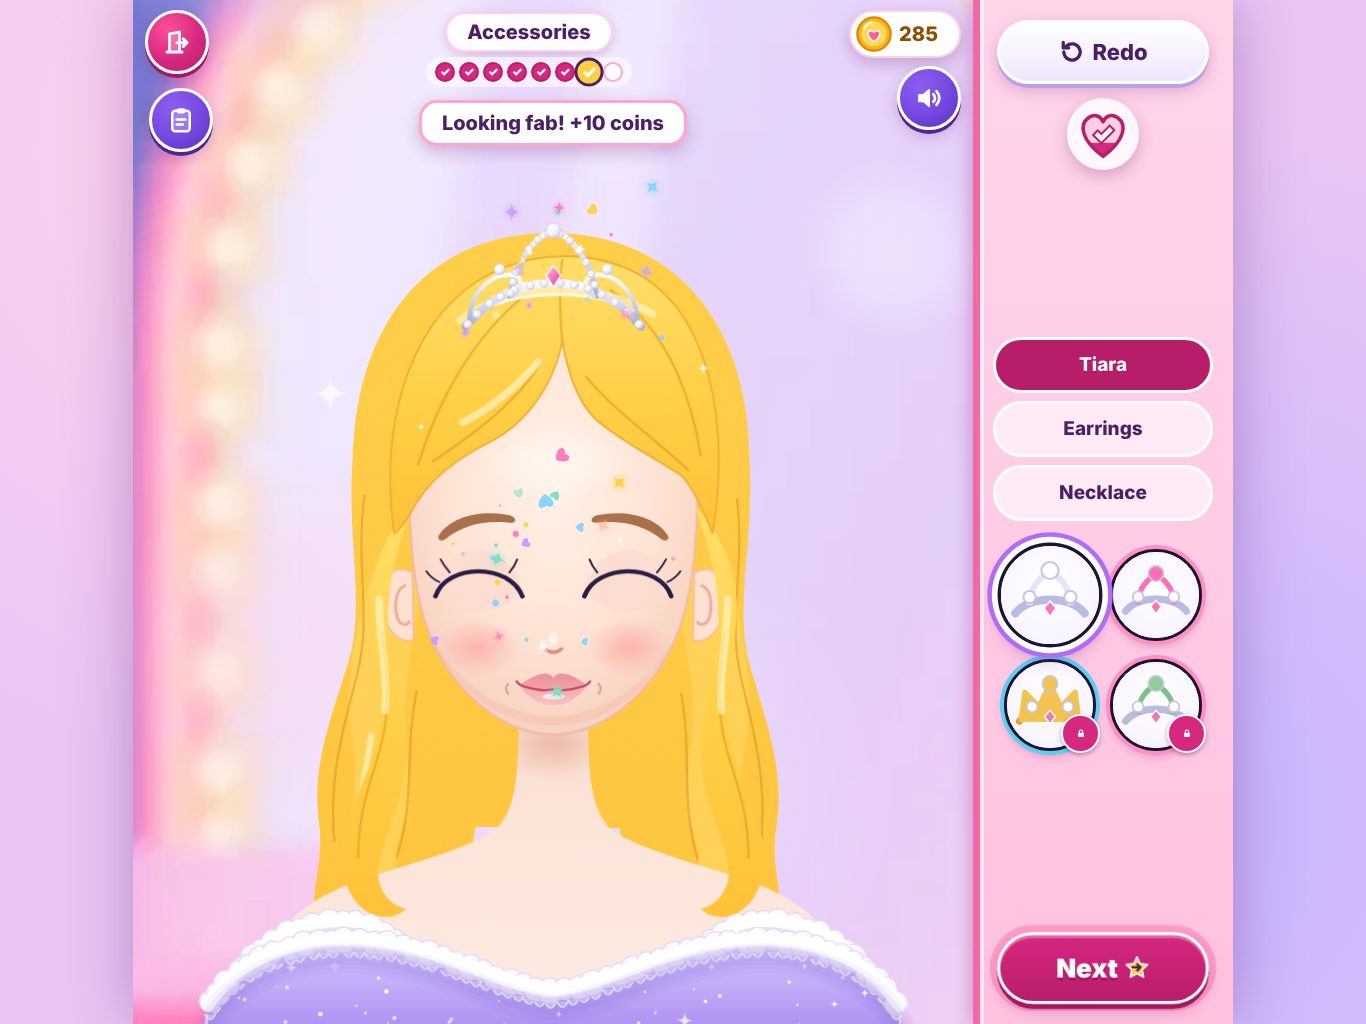 Accessories
285
Redo
Looking fab! +10 coins
Tiara
Earrings
Necklace
Next